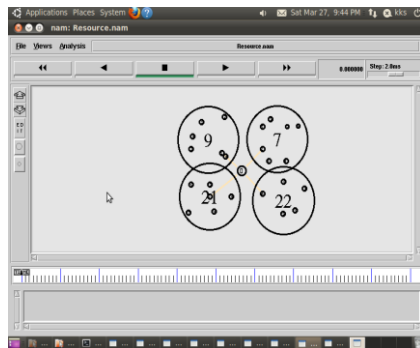 Applications Places System
Sat Mar 27, 9:44 PM
kks
nam: Resource.nam
File Views Analysis
Resource.nam
0.000000
Step: 2.0ms
9
7
21
22